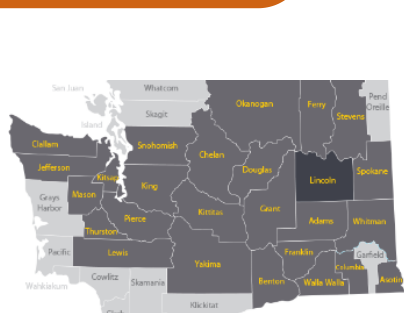 San Juan
Whatcom
Pend
Oreille
Okanogan
Ferry
Stevens
Skagit
Island
Clallam
Snohomish
Chelan
Jefferson
Kitsap
Douglas
Lincoln
Spokane
King
Mason
Grays
Harbor
Kittitas
Grant
Pierce
Adams
Whitman
Thurston
Pacific
Lewis
Franklin
Garfield
Yakima
Columbia
Wahkiakum
Cowlitz
Skamania
Benton
Walla Walla
Asotin
Klickitat
Clark